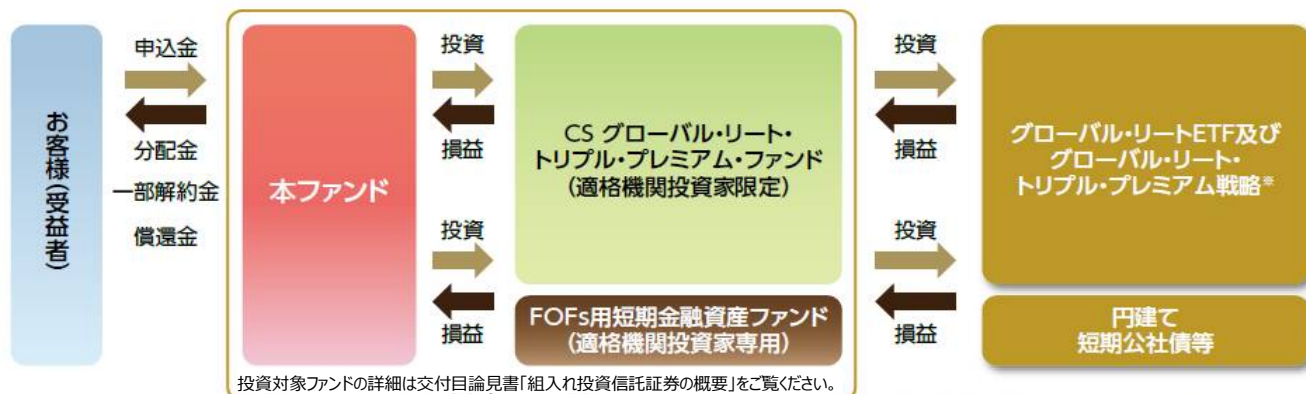 お客様(受益者)
申込金
分配金
一部解約金
償還金
本ファンド
投資
損益
投資
損益
CS グローバル・リート・
トリプル・プレミアム・ファンド
(適格機関投資家限定)
FOFs用短期金融資産ファンド
(適格機関投資家専用)
投資
損益
投資
損益
グローバル・リートETF及び
グローバル・リート・
トリプル・プレミアム戦略※
円建て
短期公社債等
投資対象ファンドの詳細は交付目論見書「組入れ投資信託証券の概要」をご覧ください。